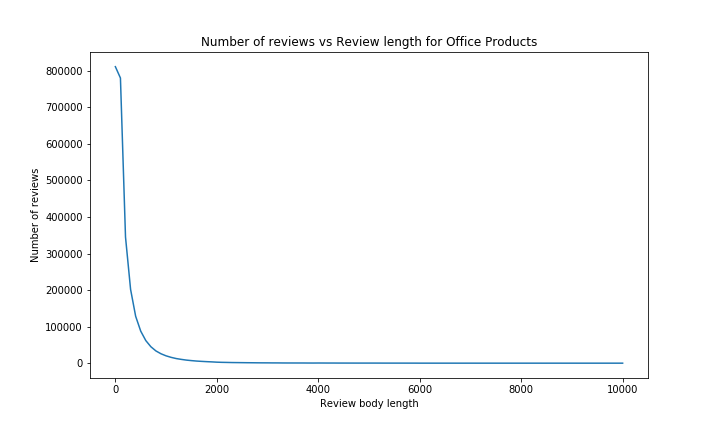 Number of reviews vs Review length for Office Products
800000
700000
600000
500000
400000
300000
200000
100000
0
Number of reviews
0 2000 4000 6000 8000 10000
Review body length